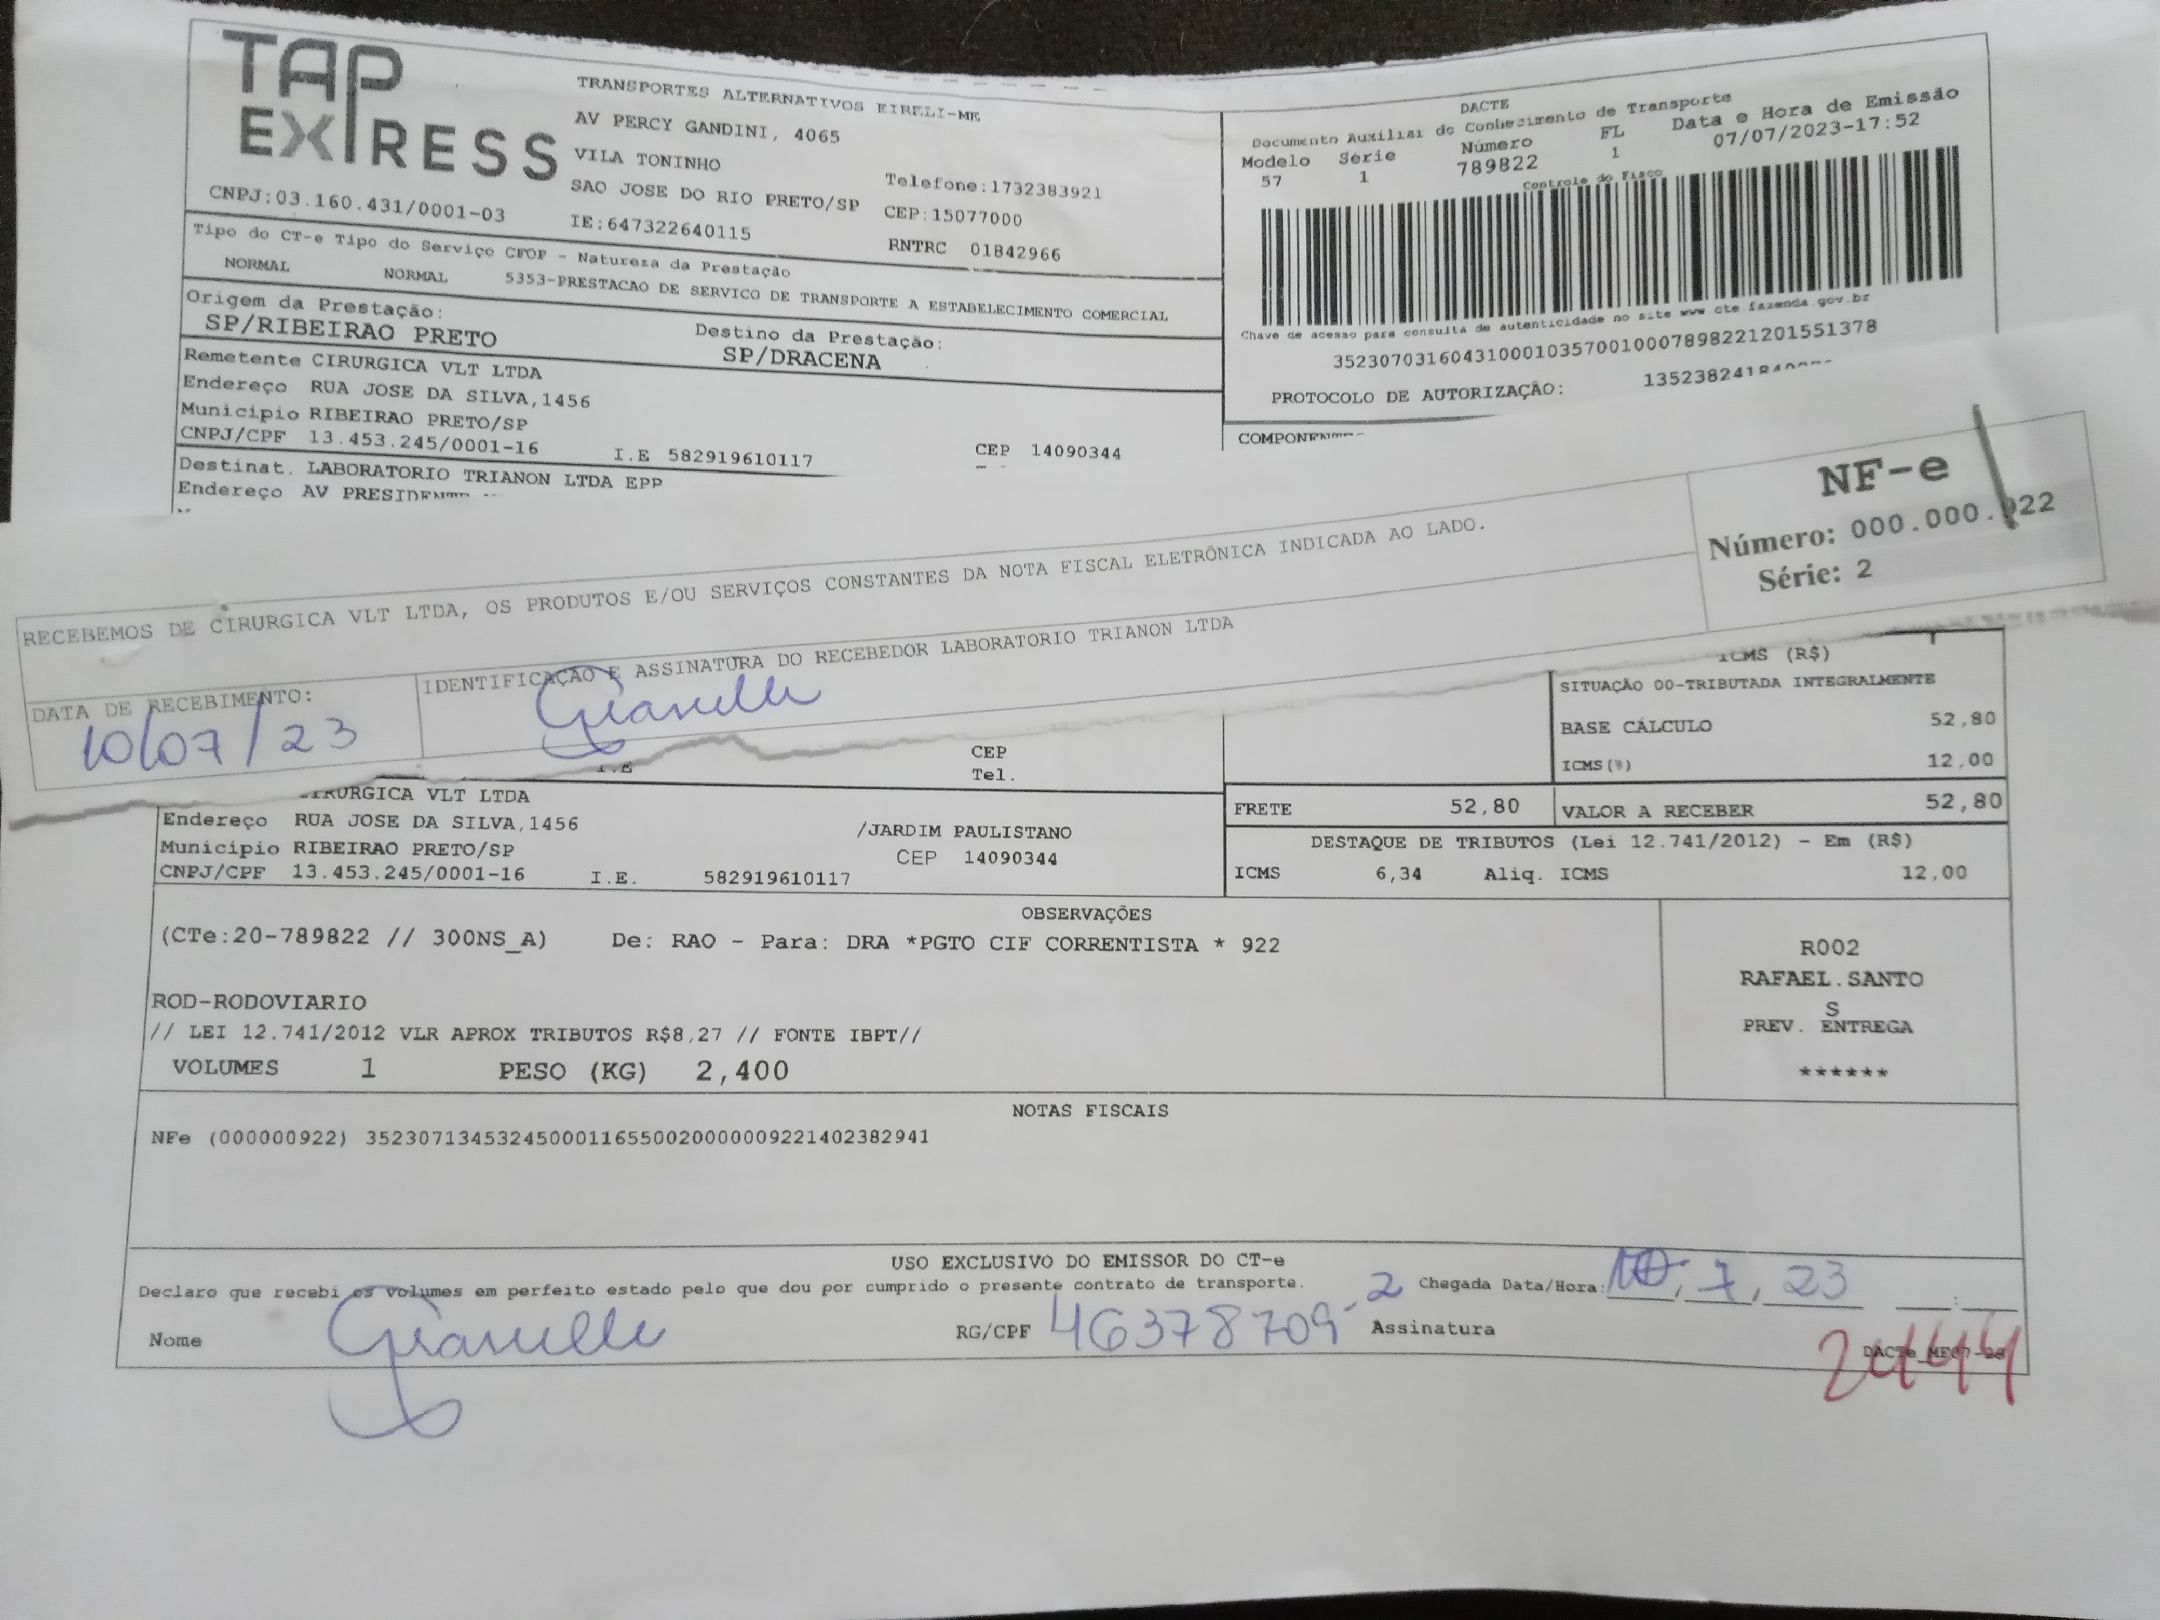 TAP
EXPRESS
TRANSPORTES ALTERNATIVOS EIRELI-ME
AV PERCY GANDINI, 4065
VILA TONINHO
SAO JOSE DO RIO PRETO/SP
Telefone:1732383921
CEP:15077000
CNPJ:03.160.431/0001-03
IE:647322640115
RNTRC 01842966
DACTE
Documento Auxiliar do Conhecimento de Transporte
Modelo Série Número FL Data e Hora de Emissão
57 1 789822 1 07/07/2023-17:52
Controle do Fisco
Tipo do CT-e Tipo do Serviço CFOP - Natureza da Prestação
NORMAL NORMAL 5353-PRESTACAO DE SERVICO DE TRANSPORTE A ESTABELECIMENTO COMERCIAL
Origem da Prestação: Destino da Prestação:
SP/RIBEIRAO PRETO SP/DRACENA
Chave de acesso para consulta de autenticidade no site www.cte.fazenda.gov.br
35230703160431000103570010007898221201551378
PROTOCOLO DE AUTORIZAÇÃO:
Remetente CIRURGICA VLT LTDA
Endereço RUA JOSE DA SILVA,1456
Município RIBEIRAO PRETO/SP
CNPJ/CPF 13.453.245/0001-16 I.E 582919610117 CEP 14090344
Destinat. LABORATORIO TRIANON LTDA EPP
Endereço AV
NF-e
Número: 000.000.922
Série: 2
RECEBEMOS DE CIRURGICA VLT LTDA, OS PRODUTOS E/OU SERVIÇOS CONSTANTES DA NOTA FISCAL ELETRÔNICA INDICADA AO LADO.
DATA DE RECEBIMENTO: IDENTIFICAÇÃO E ASSINATURA DO RECEBEDOR LABORATORIO TRIANON LTDA
10/07/23
ICMS (R$)
SITUAÇÃO 00-TRIBUTADA INTEGRALMENTE
BASE CÁLCULO 52,80
ICMS(%) 12,00
CEP
Tel.
FRETE 52,80 VALOR A RECEBER 52,80
CIRURGICA VLT LTDA
Endereço RUA JOSE DA SILVA,1456 /JARDIM PAULISTANO
Município RIBEIRAO PRETO/SP CEP 14090344
CNPJ/CPF 13.453.245/0001-16 I.E. 582919610117
DESTAQUE DE TRIBUTOS (Lei 12.741/2012) - Em (R$)
ICMS 6,34 Aliq. ICMS 12,00
OBSERVAÇÕES
(CTe:20-789822 // 300NS_A) De: RAO - Para: DRA *PGTO CIF CORRENTISTA * 922
ROD-RODOVIARIO
// LEI 12.741/2012 VLR APROX TRIBUTOS R$8,27 // FONTE IBPT//
VOLUMES 1 PESO (KG) 2,400
R002
RAFAEL.SANTO
S
PREV. ENTREGA
******
NOTAS FISCAIS
NFe (000000922) 35230713453245000116550020000009221402382941
USO EXCLUSIVO DO EMISSOR DO CT-e
Declaro que recebi os volumes em perfeito estado pelo que dou por cumprido o presente contrato de transporte. Chegada Data/Hora: 10, 7, 23
Nome RG/CPF 46378709-2 Assinatura